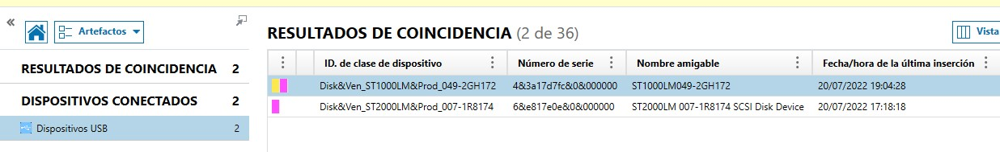 «
Artefactos
RESULTADOS DE COINCIDENCIA 2
DISPOSITIVOS CONECTADOS 2
Dispositivos USB 2
RESULTADOS DE COINCIDENCIA (2 de 36)
Vista
ID. de clase de dispositivo Número de serie Nombre amigable Fecha/hora de la última inserción
Disk&Ven_ST1000LM&Prod_049-2GH172 4&3a17d7fc&0&000000 ST1000LM049-2GH172 20/07/2022 19:04:28
Disk&Ven_ST2000LM&Prod_007-1R8174 6&e817e0e&0&000000 ST2000LM 007-1R8174 SCSI Disk Device 20/07/2022 17:18:18